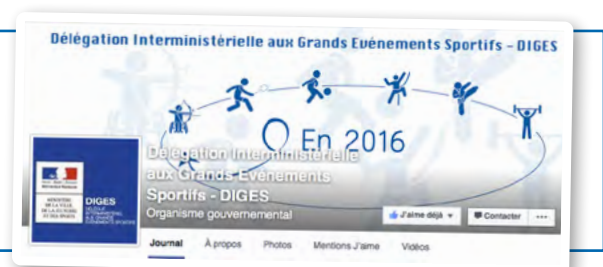 Délégation Interministérielle aux Grands Evénements Sportifs - DIGES
En 2016
Délégation Interministérielle
aux Grands Evènements
Sportifs - DIGES
Organisme gouvernemental
DIGES
J'aime déjà
Contacter
Journal À propos Photos Mentions J'aime Vidéos